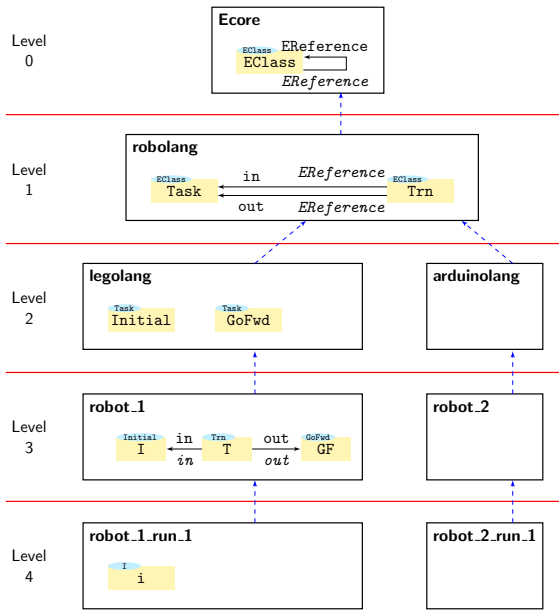 Level
0
Ecore
EClass
EClass
EReference
EReference
Level
1
robolang
EClass
Task
in
EReference
out
EReference
EClass
Trn
Level
2
legolang
Task
Initial
Task
GoFwd
arduinolang
Level
3
robot_1
Initial
I
in
in
Trn
T
out
out
GoFwd
GF
robot_2
Level
4
robot_1_run_1
I
i
robot_2_run_1